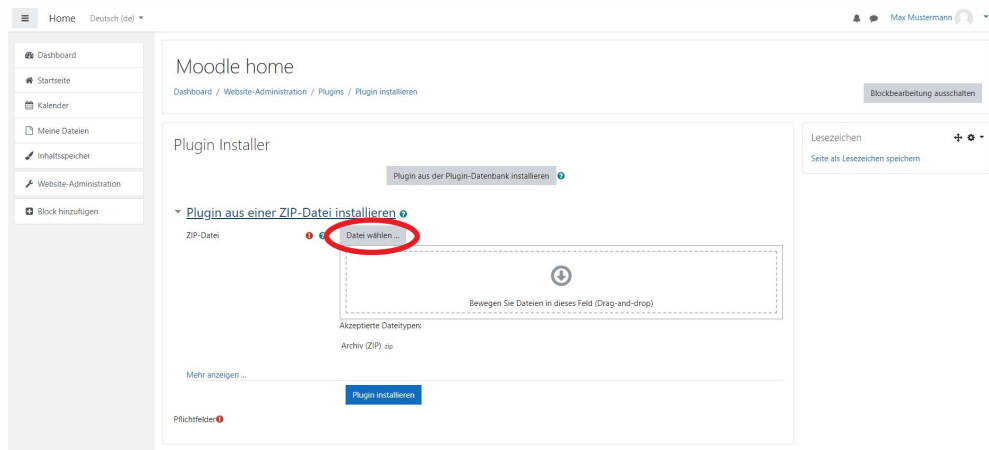 Home Deutsch (de)
Max Mustermann
Dashboard
Startseite
Kalender
Meine Dateien
Inhaltsspeicher
Website-Administration
Block hinzufügen
Moodle home
Dashboard / Website-Administration / Plugins / Plugin installieren
Blockbearbeitung ausschalten
Plugin Installer
Plugin aus der Plugin-Datenbank installieren
Plugin aus einer ZIP-Datei installieren
ZIP-Datei
Datei wählen ...
Bewegen Sie Dateien in dieses Feld (Drag-and-drop)
Akzeptierte Dateitypen:
Archiv (ZIP) .zip
Mehr anzeigen ...
Plugin installieren
Pflichtfelder
Lesezeichen
Seite als Lesezeichen speichern